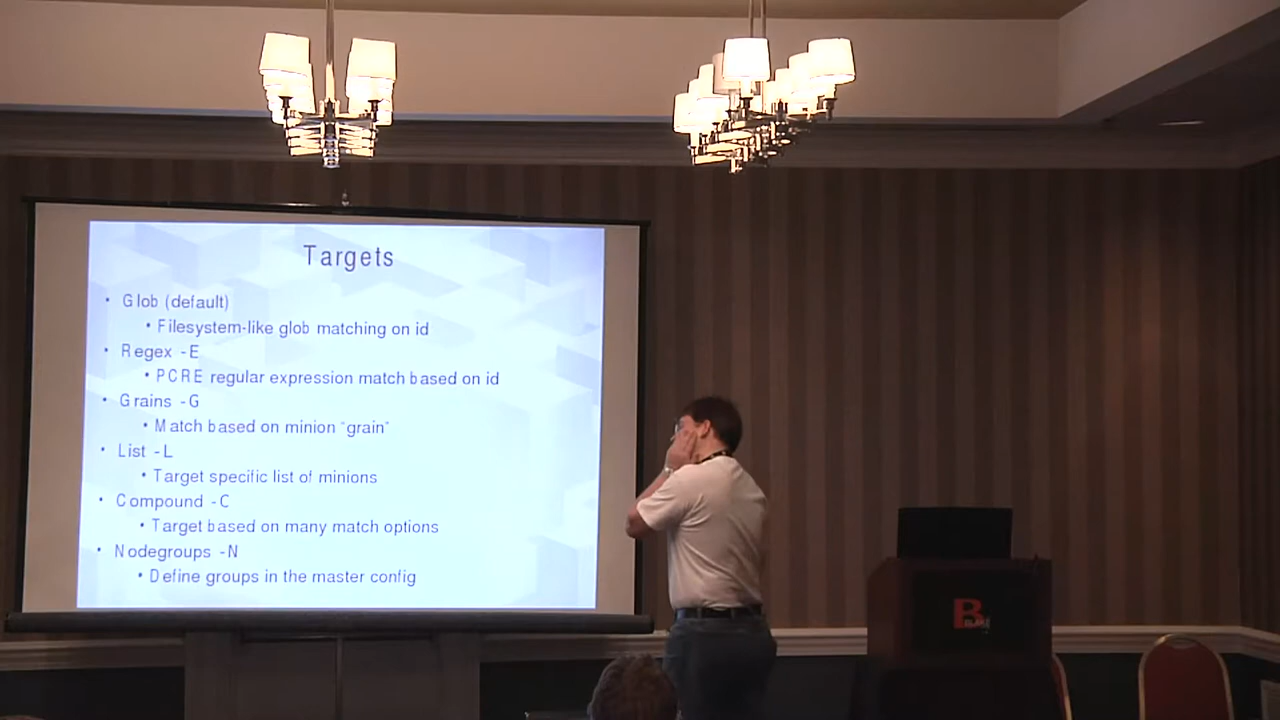 Targets
• Glob (default)
• Filesystem-like glob matching on id
• Regex -E
• PCRE regular expression match based on id
• Grains -G
• Match based on minion "grain"
• List -L
• Target specific list of minions
• Compound -C
• Target based on many match options
• Nodegroups -N
• Define groups in the master config
B